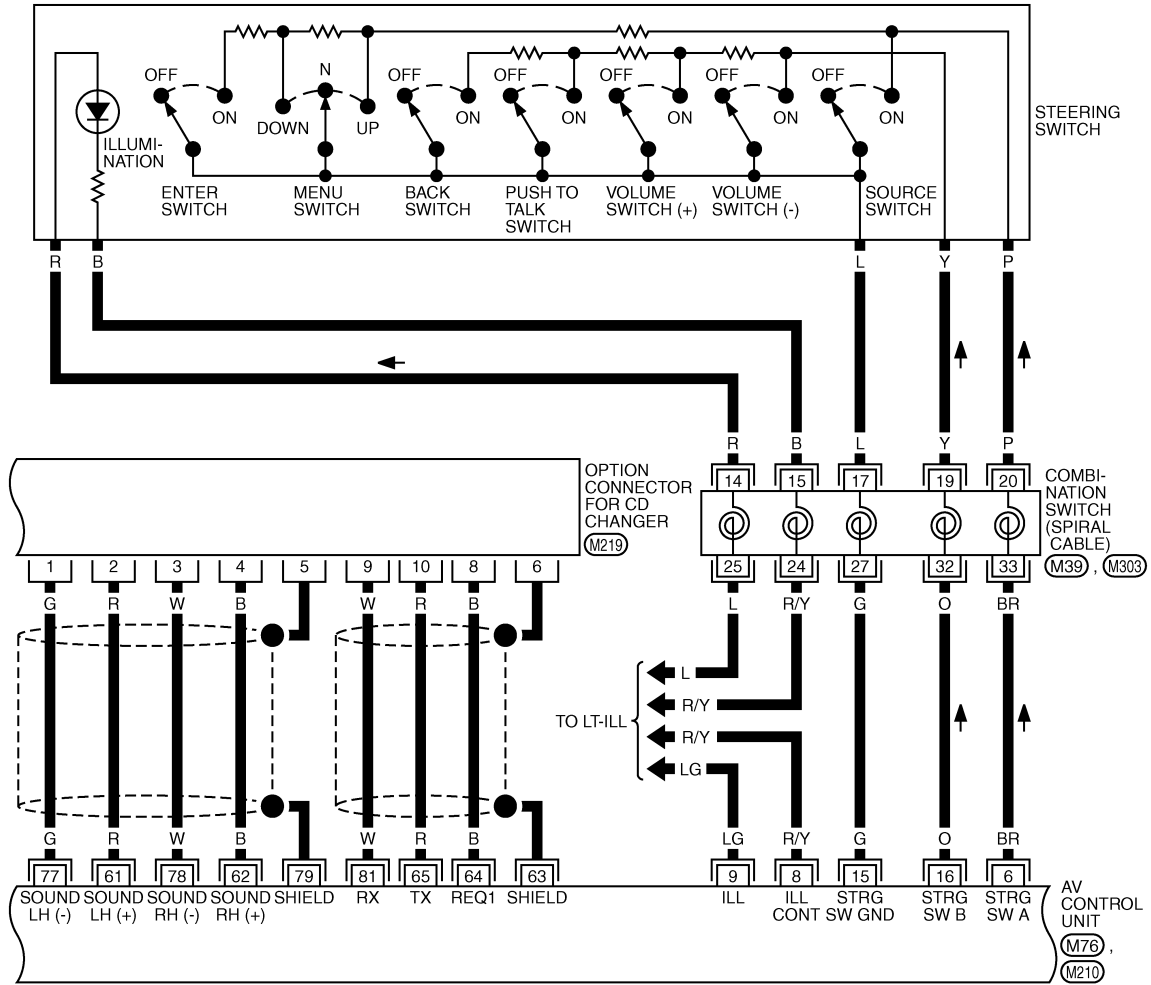 N
OFF OFF OFF OFF OFF OFF
ON DOWN UP ON ON ON ON ON
ILLUMI-
NATION
STEERING
SWITCH
ENTER
SWITCH
MENU
SWITCH
BACK
SWITCH
PUSH TO
TALK
SWITCH
VOLUME
SWITCH (+)
VOLUME
SWITCH (-)
SOURCE
SWITCH
R B L Y P
R B L Y P
14 15 17 19 20
OPTION
CONNECTOR
FOR CD
CHANGER
M219
COMBI-
NATION
SWITCH
(SPIRAL
CABLE)
M39 , M303
1 2 3 4 5 9 10 8 6
25 24 27 32 33
G R W B W R B
L R/Y G O BR
TO LT-ILL
L
R/Y
R/Y
LG
G R W B W R B
LG R/Y G O BR
77 61 78 62 79 81 65 64 63
9 8 15 16 6
SOUND
LH (-)
SOUND
LH (+)
SOUND
RH (-)
SOUND
RH (+)
SHIELD
RX
TX
REQ1
SHIELD
ILL
ILL
CONT
STRG
SW GND
STRG
SW B
STRG
SW A
AV
CONTROL
UNIT
M76 ,
M210